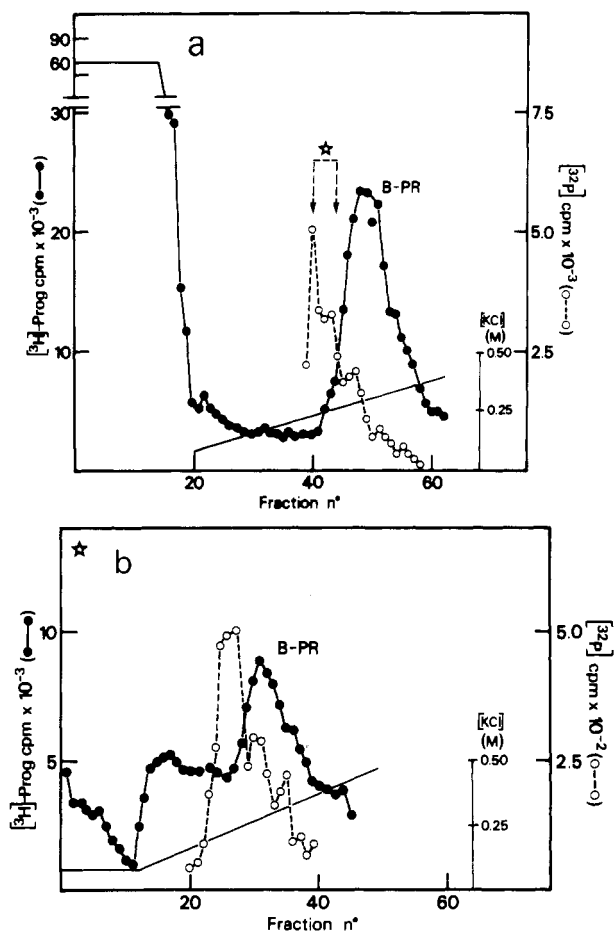 a
90
60
30
20
10
[³H]-Prog cpm x 10⁻³ (●—●)
☆
B-PR
7.5
5.0
2.5
[³²P] cpm x 10⁻³ (○---○)
[KCl]
(M)
0.50
0.25
20 40 60
Fraction n°
☆ b
10
5
[³H]-Prog cpm x 10⁻³ (●—●)
B-PR
5.0
2.5
[³²P] cpm x 10⁻² (○---○)
[KCl]
(M)
0.50
0.25
20 40 60
Fraction n°